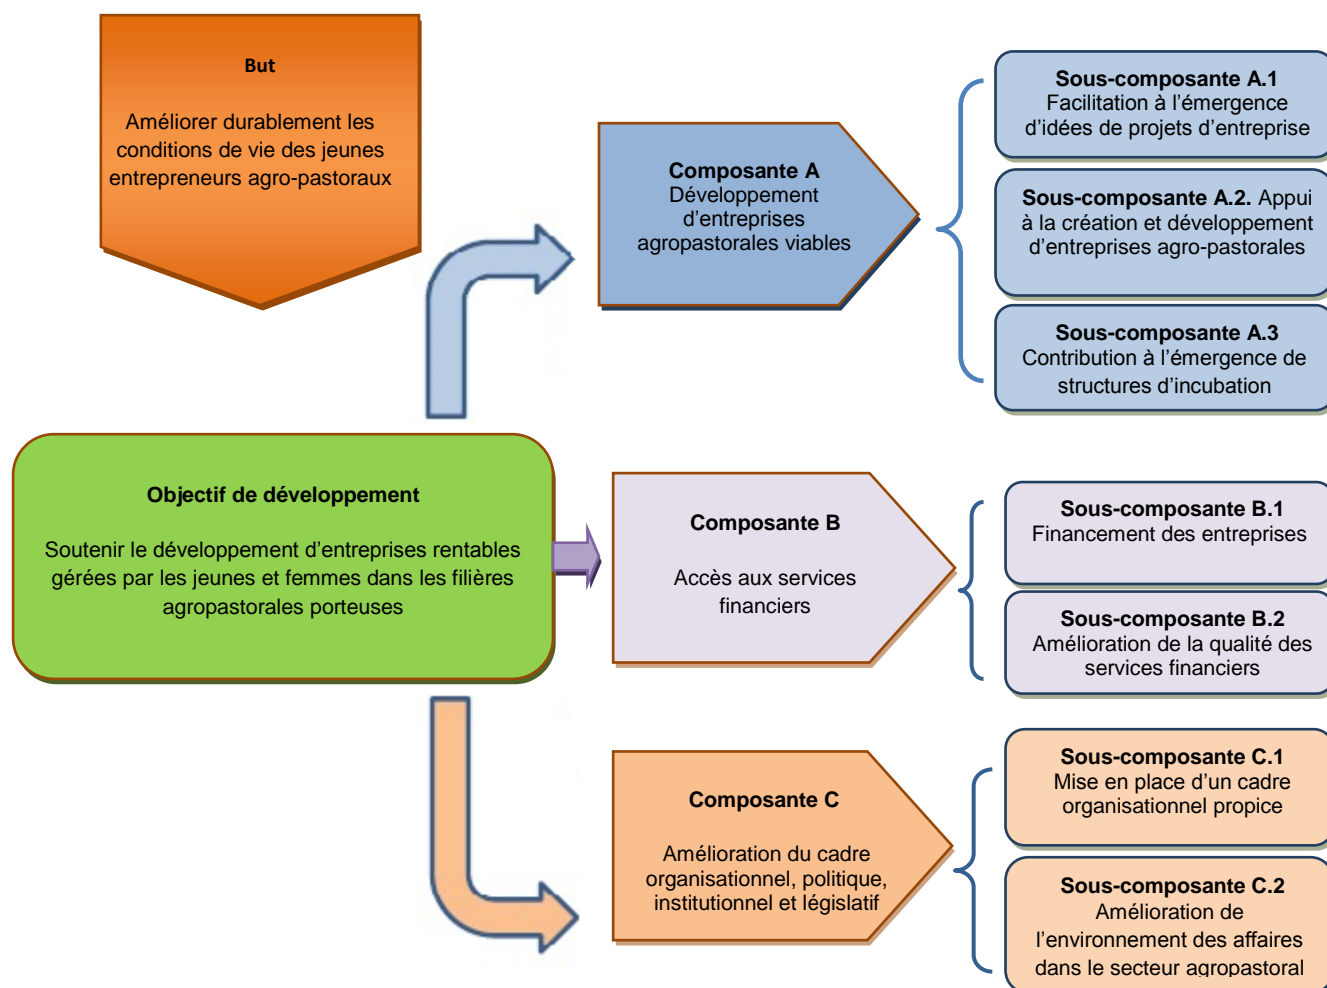 But
Améliorer durablement les
conditions de vie des jeunes
entrepreneurs agro-pastoraux
Objectif de développement
Soutenir le développement d’entreprises rentables
gérées par les jeunes et femmes dans les filières
agropastorales porteuses
Composante A
Développement
d’entreprises
agropastorales viables
Sous-composante A.1
Facilitation à l’émergence
d’idées de projets d’entreprise
Sous-composante A.2. Appui
à la création et développement
d’entreprises agro-pastorales
Sous-composante A.3
Contribution à l’émergence de
structures d’incubation
Composante B
Accès aux services
financiers
Sous-composante B.1
Financement des entreprises
Sous-composante B.2
Amélioration de la qualité des
services financiers
Composante C
Amélioration du cadre
organisationnel, politique,
institutionnel et législatif
Sous-composante C.1
Mise en place d’un cadre
organisationnel propice
Sous-composante C.2
Amélioration de
l’environnement des affaires
dans le secteur agropastoral